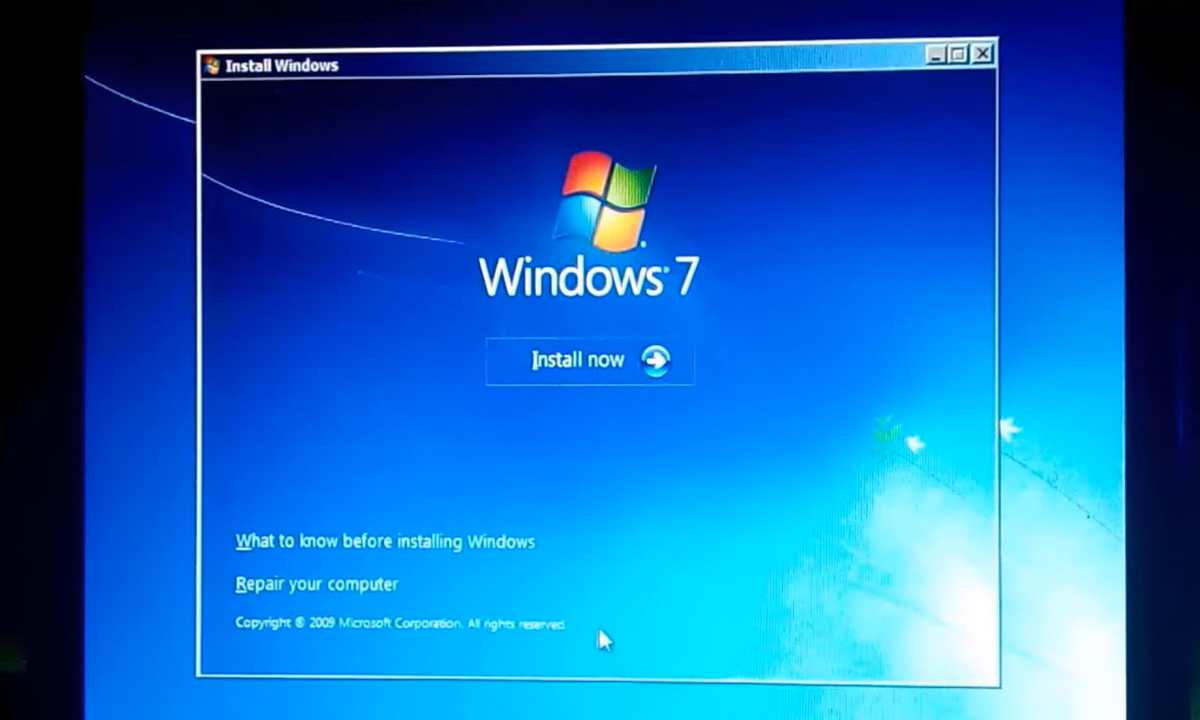 Install Windows
Windows® 7
Install now
What to know before installing Windows
Repair your computer
Copyright © 2009 Microsoft Corporation. All rights reserved.